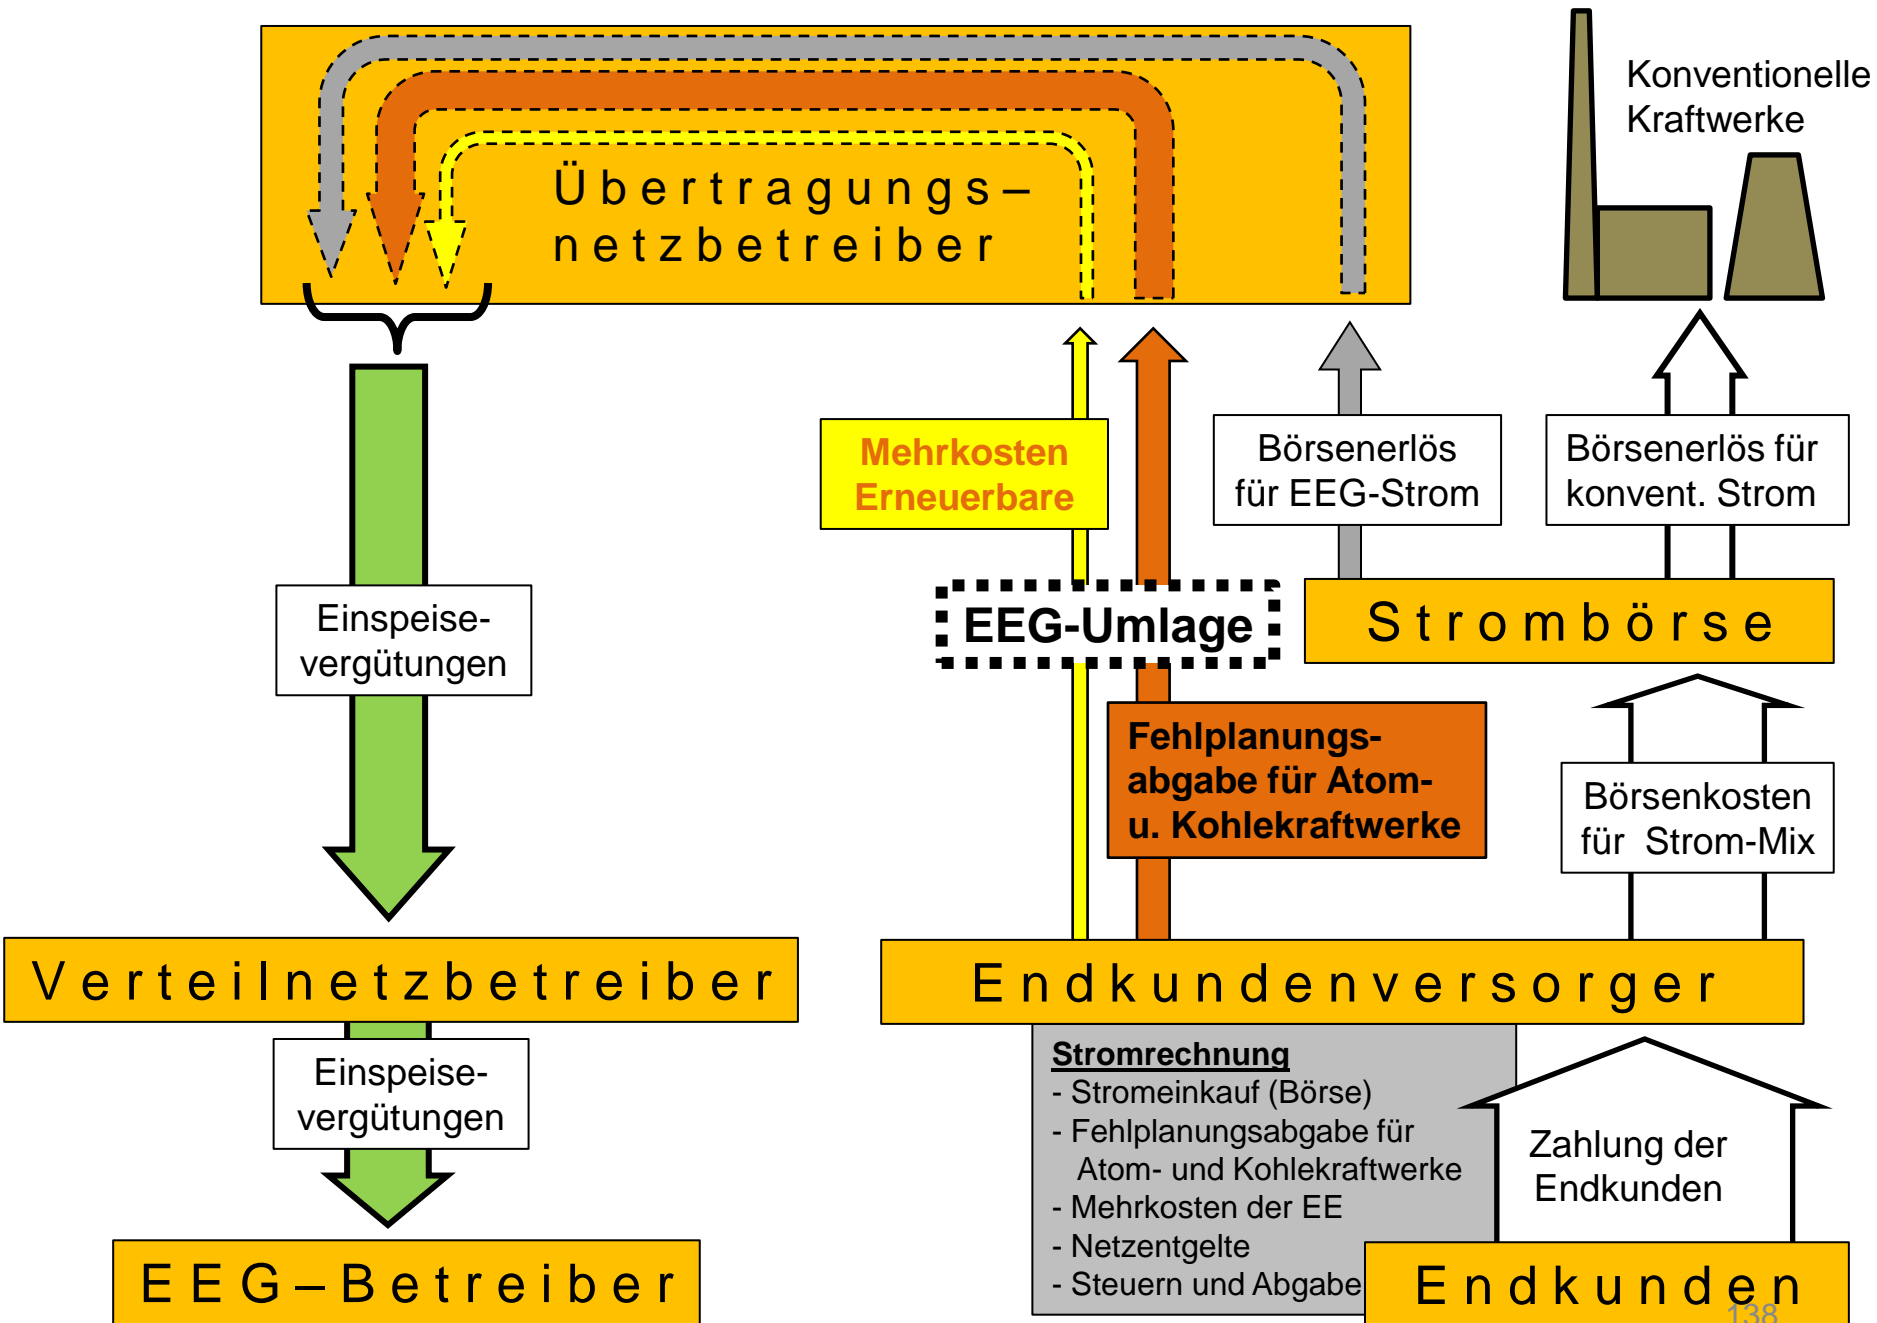 Konventionelle
Kraftwerke
Übertragungs–
netzbetreiber
Mehrkosten
Erneuerbare
Börsenerlös
für EEG-Strom
Börsenerlös für
konvent. Strom
Einspeise-
vergütungen
EEG-Umlage
Strombörse
Fehlplanungs-
abgabe für Atom-
u. Kohlekraftwerke
Börsenkosten
für Strom-Mix
Verteilnetzbetreiber
Endkundenversorger
Einspeise-
vergütungen
Stromrechnung
- Stromeinkauf (Börse)
- Fehlplanungsabgabe für
Atom- und Kohlekraftwerke
- Mehrkosten der EE
- Netzentgelte
- Steuern und Abgabe
Zahlung der
Endkunden
EEG–Betreiber
Endkunden
138